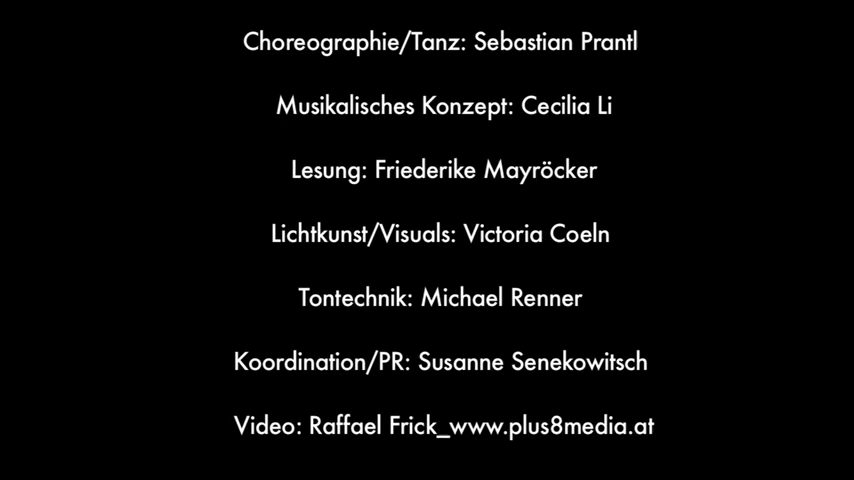 Choreographie/Tanz: Sebastian Prantl
Musikalisches Konzept: Cecilia Li
Lesung: Friederike Mayröcker
Lichtkunst/Visuals: Victoria Coeln
Tontechnik: Michael Renner
Koordination/PR: Susanne Senekowitsch
Video: Raffael Frick_www.plus8media.at